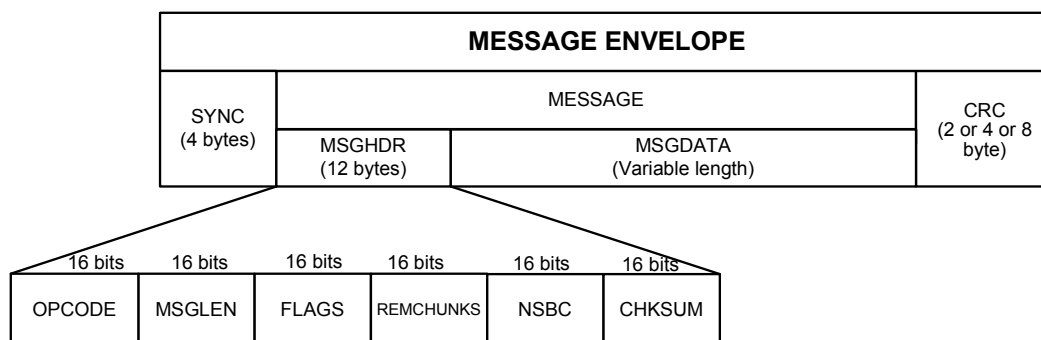 MESSAGE ENVELOPE
SYNC
(4 bytes)
MESSAGE
CRC
(2 or 4 or 8
byte)
MSGHDR
(12 bytes)
MSGDATA
(Variable length)
16 bits 16 bits 16 bits 16 bits 16 bits 16 bits
OPCODE MSGLEN FLAGS REMCHUNKS NSBC CHKSUM